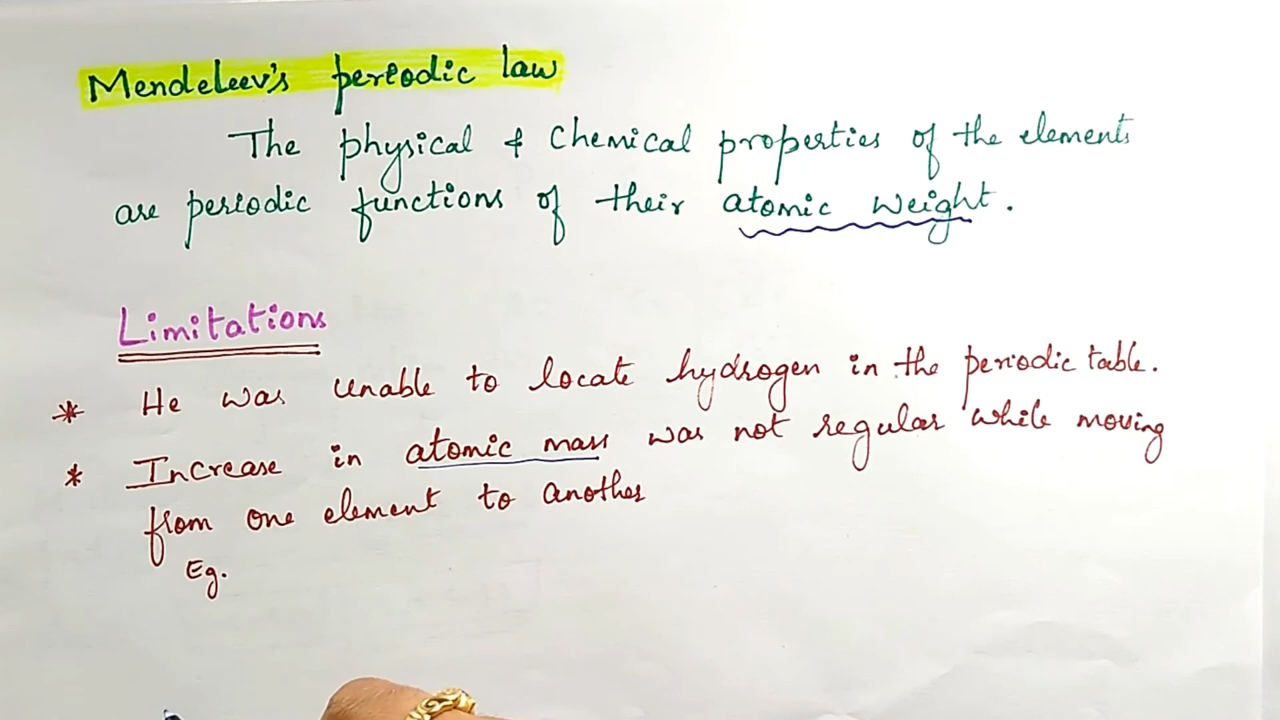 Mendeleev's periodic law
The physical & Chemical properties of the elements
are periodic functions of their atomic weight.
Limitations
* He was unable to locate hydrogen in the periodic table.
* Increase in atomic mass was not regular while moving
from one element to another
Eg.